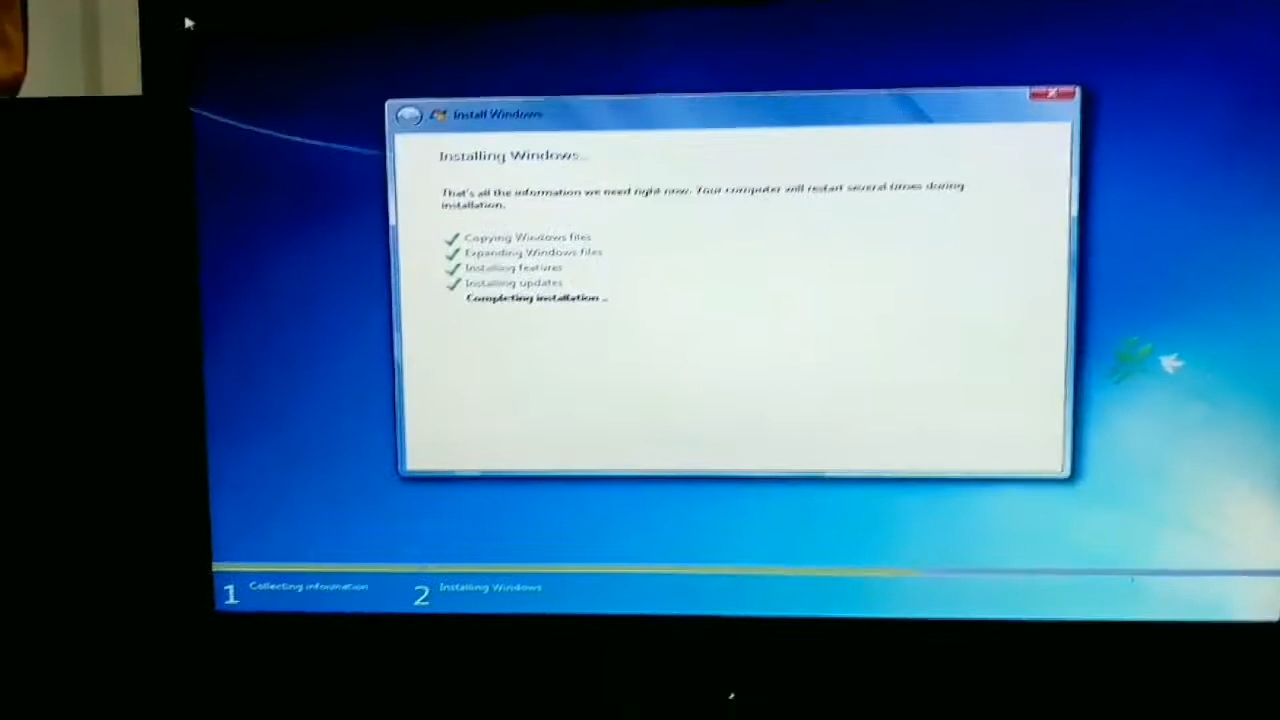 Install Windows
Installing Windows...
That's all the information we need right now. Your computer will restart several times during
installation.
Copying Windows files
Expanding Windows files
Installing features
Installing updates
Completing installation ...
1 Collecting information
2 Installing Windows